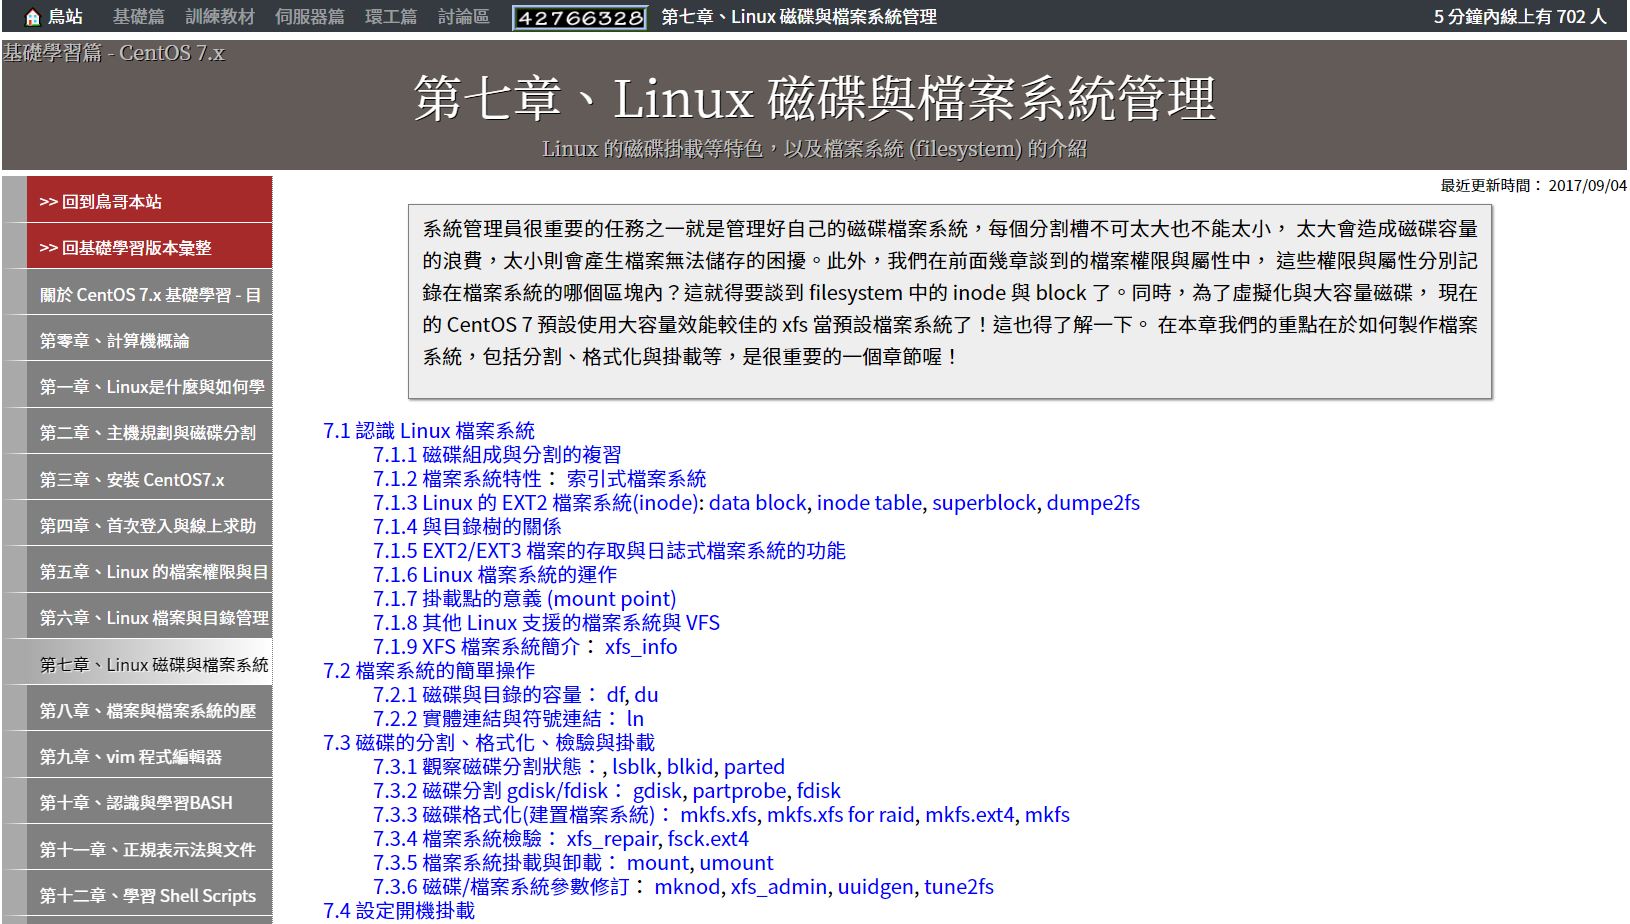 鳥站 基礎篇 訓練教材 伺服器篇 環工篇 討論區 42766328 第七章、Linux 磁碟與檔案系統管理 5 分鐘內線上有 702 人
基礎學習篇 - CentOS 7.x
第七章、Linux 磁碟與檔案系統管理
Linux 的磁碟掛載等特色，以及檔案系統 (filesystem) 的介紹
最近更新時間： 2017/09/04
>> 回到鳥哥本站
>> 回基礎學習版本彙整
關於 CentOS 7.x 基礎學習 - 目
第零章、計算機概論
第一章、Linux是什麼與如何學
第二章、主機規劃與磁碟分割
第三章、安裝 CentOS7.x
第四章、首次登入與線上求助
第五章、Linux 的檔案權限與目
第六章、Linux 檔案與目錄管理
第七章、Linux 磁碟與檔案系統
第八章、檔案與檔案系統的壓
第九章、vim 程式編輯器
第十章、認識與學習BASH
第十一章、正規表示法與文件
第十二章、學習 Shell Scripts
系統管理員很重要的任務之一就是管理好自己的磁碟檔案系統，每個分割槽不可太大也不能太小， 太大會造成磁碟容量
的浪費，太小則會產生檔案無法儲存的困擾。此外，我們在前面幾章談到的檔案權限與屬性中， 這些權限與屬性分別記
錄在檔案系統的哪個區塊內？這就得要談到 filesystem 中的 inode 與 block 了。同時，為了虛擬化與大容量磁碟， 現在
的 CentOS 7 預設使用大容量效能較佳的 xfs 當預設檔案系統了！這也得了解一下。 在本章我們的重點在於如何製作檔案
系統，包括分割、格式化與掛載等，是很重要的一個章節喔！
7.1 認識 Linux 檔案系統
7.1.1 磁碟組成與分割的複習
7.1.2 檔案系統特性： 索引式檔案系統
7.1.3 Linux 的 EXT2 檔案系統(inode): data block, inode table, superblock, dumpe2fs
7.1.4 與目錄樹的關係
7.1.5 EXT2/EXT3 檔案的存取與日誌式檔案系統的功能
7.1.6 Linux 檔案系統的運作
7.1.7 掛載點的意義 (mount point)
7.1.8 其他 Linux 支援的檔案系統與 VFS
7.1.9 XFS 檔案系統簡介： xfs_info
7.2 檔案系統的簡單操作
7.2.1 磁碟與目錄的容量： df, du
7.2.2 實體連結與符號連結： ln
7.3 磁碟的分割、格式化、檢驗與掛載
7.3.1 觀察磁碟分割狀態：, lsblk, blkid, parted
7.3.2 磁碟分割 gdisk/fdisk： gdisk, partprobe, fdisk
7.3.3 磁碟格式化(建置檔案系統)： mkfs.xfs, mkfs.xfs for raid, mkfs.ext4, mkfs
7.3.4 檔案系統檢驗： xfs_repair, fsck.ext4
7.3.5 檔案系統掛載與卸載： mount, umount
7.3.6 磁碟/檔案系統參數修訂： mknod, xfs_admin, uuidgen, tune2fs
7.4 設定開機掛載